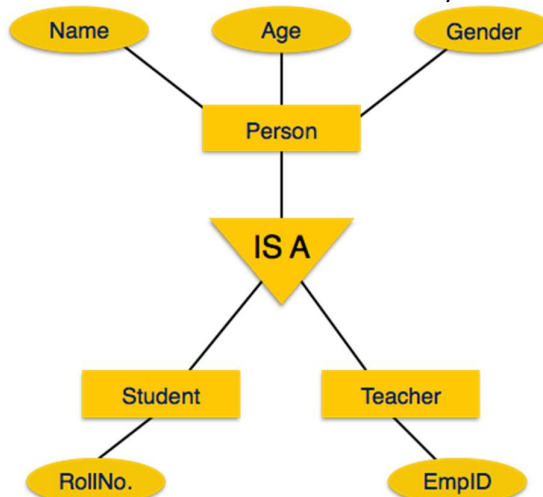 Name
Age
Gender
Person
IS A
Student
Teacher
RollNo.
EmpID